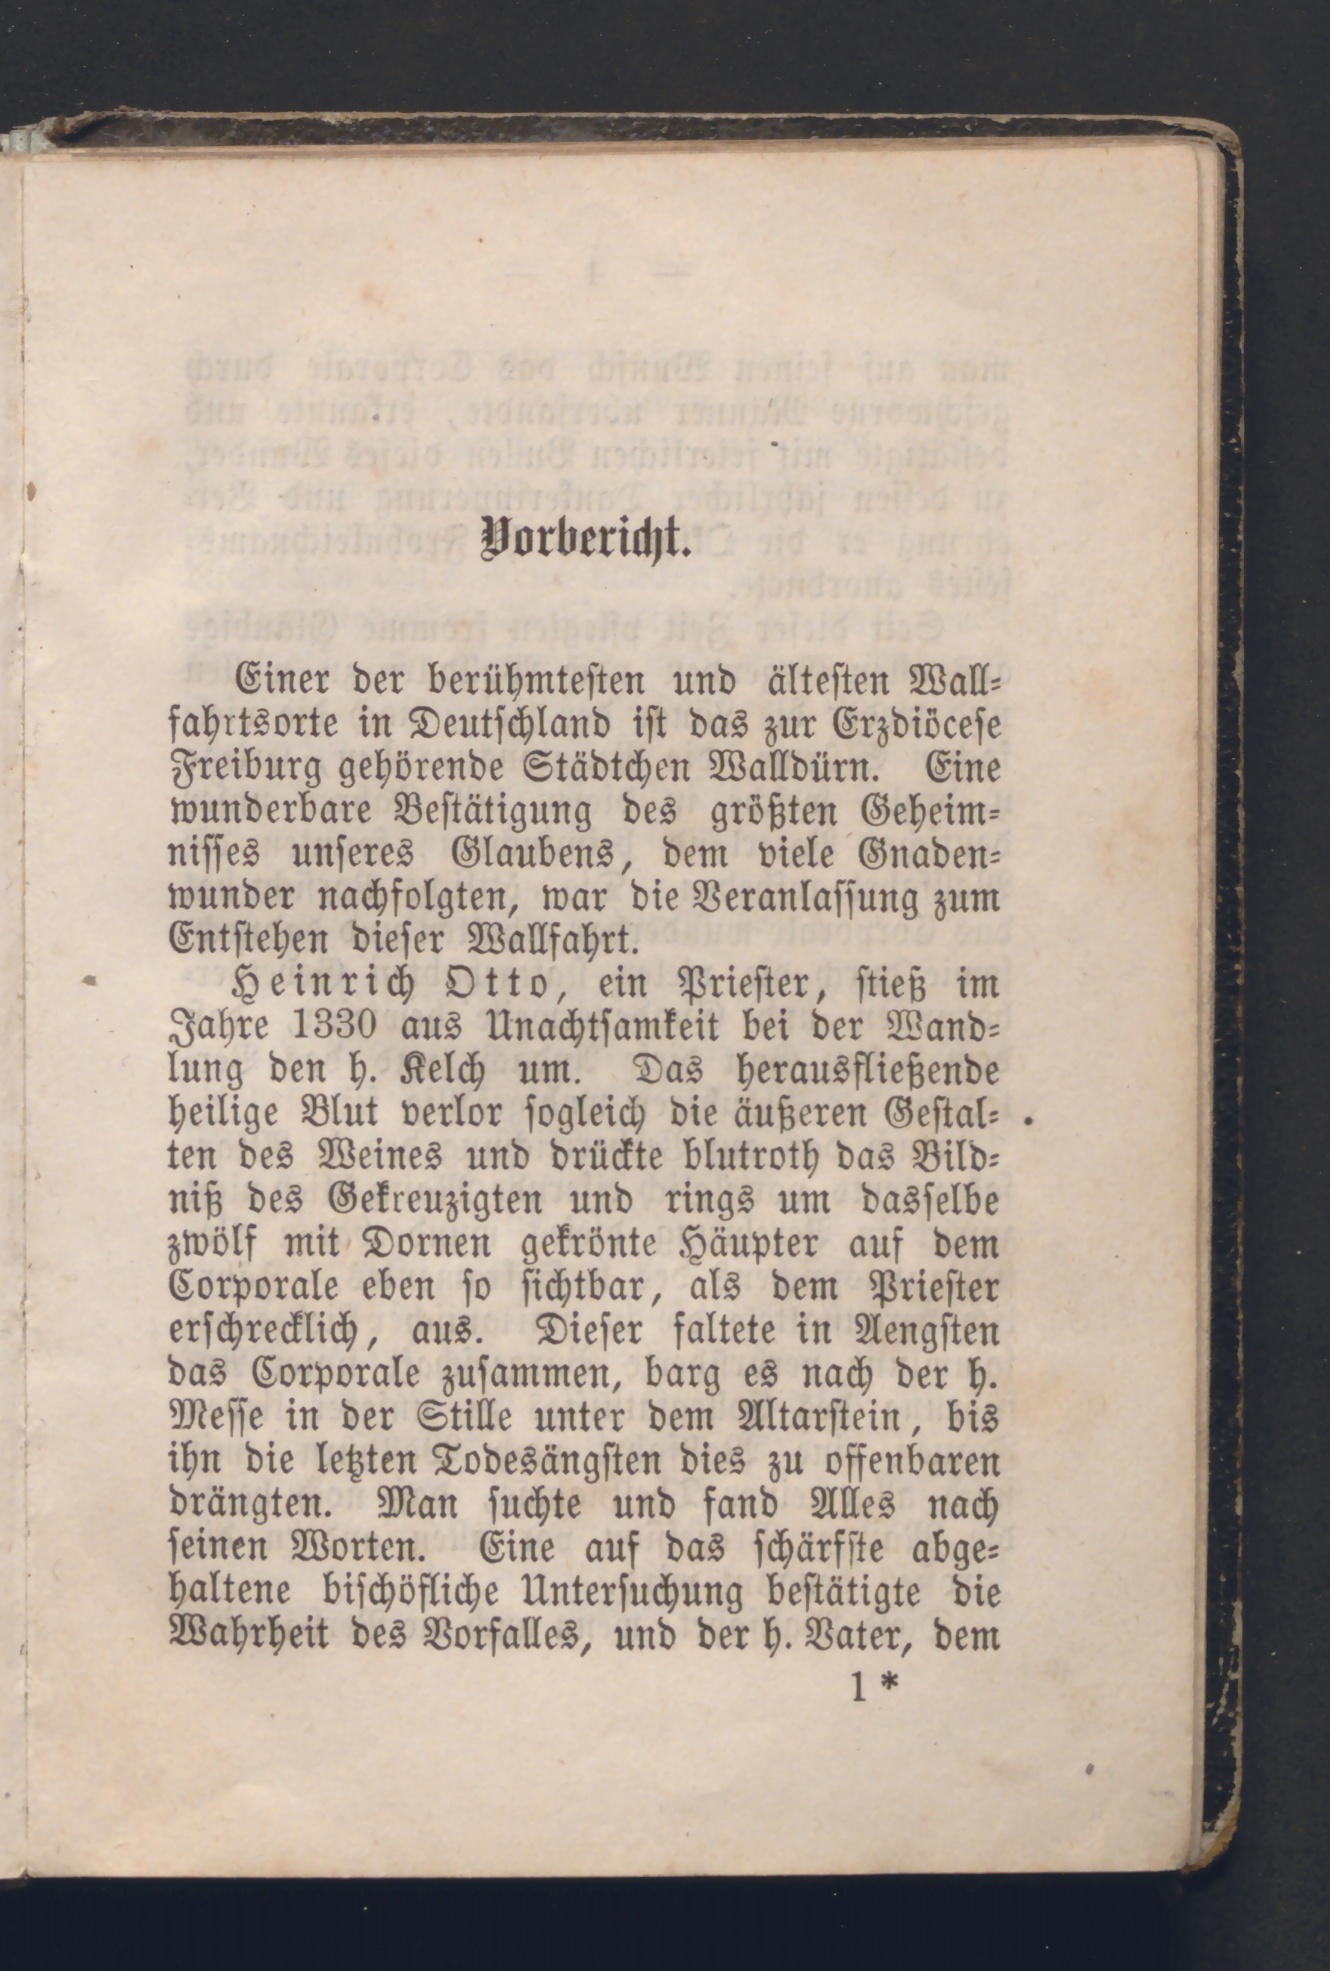 Vorbericht.
Einer der berühmtesten und ältesten Wall-
fahrtsorte in Deutschland ist das zur Erzdiöcese
Freiburg gehörende Städtchen Walldürn. Eine
wunderbare Bestätigung des größten Geheim-
nisses unseres Glaubens, dem viele Gnaden-
wunder nachfolgten, war die Veranlassung zum
Entstehen dieser Wallfahrt.
Heinrich Otto, ein Priester, stieß im
Jahre 1330 aus Unachtsamkeit bei der Wand-
lung den h. Kelch um. Das herausfließende
heilige Blut verlor sogleich die äußeren Gestal-
ten des Weines und drückte blutroth das Bild-
niß des Gekreuzigten und rings um dasselbe
zwölf mit Dornen gekrönte Häupter auf dem
Corporale eben so sichtbar, als dem Priester
erschrecklich, aus. Dieser faltete in Aengsten
das Corporale zusammen, barg es nach der h.
Messe in der Stille unter dem Altarstein, bis
ihn die letzten Todesängsten dies zu offenbaren
drängten. Man suchte und fand Alles nach
seinen Worten. Eine auf das schärfste abge-
haltene bischöfliche Untersuchung bestätigte die
Wahrheit des Vorfalles, und der h. Vater, dem
1 *